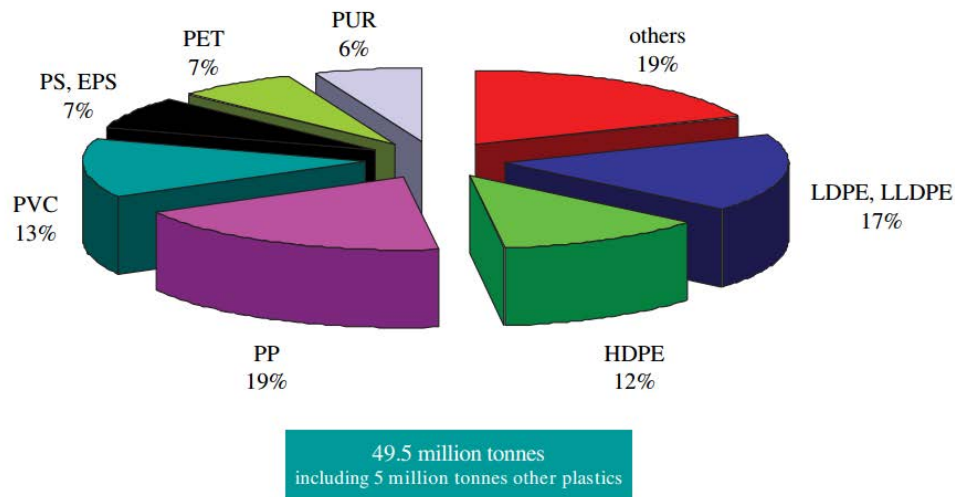 PUR
6%
others
19%
PET
7%
PS, EPS
7%
LDPE, LLDPE
17%
PVC
13%
PP
19%
HDPE
12%
49.5 million tonnes
including 5 million tonnes other plastics